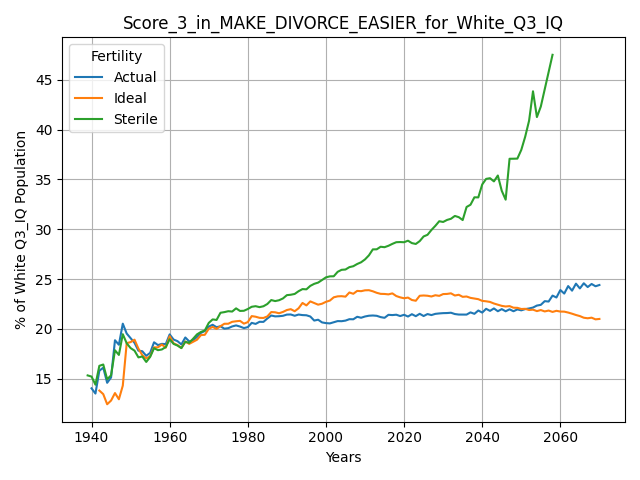 Score_3_in_MAKE_DIVORCE_EASIER_for_White_Q3_IQ
Fertility
Actual
Ideal
Sterile
% of White Q3_IQ Population
45
40
35
30
25
20
15
1940 1960 1980 2000 2020 2040 2060
Years